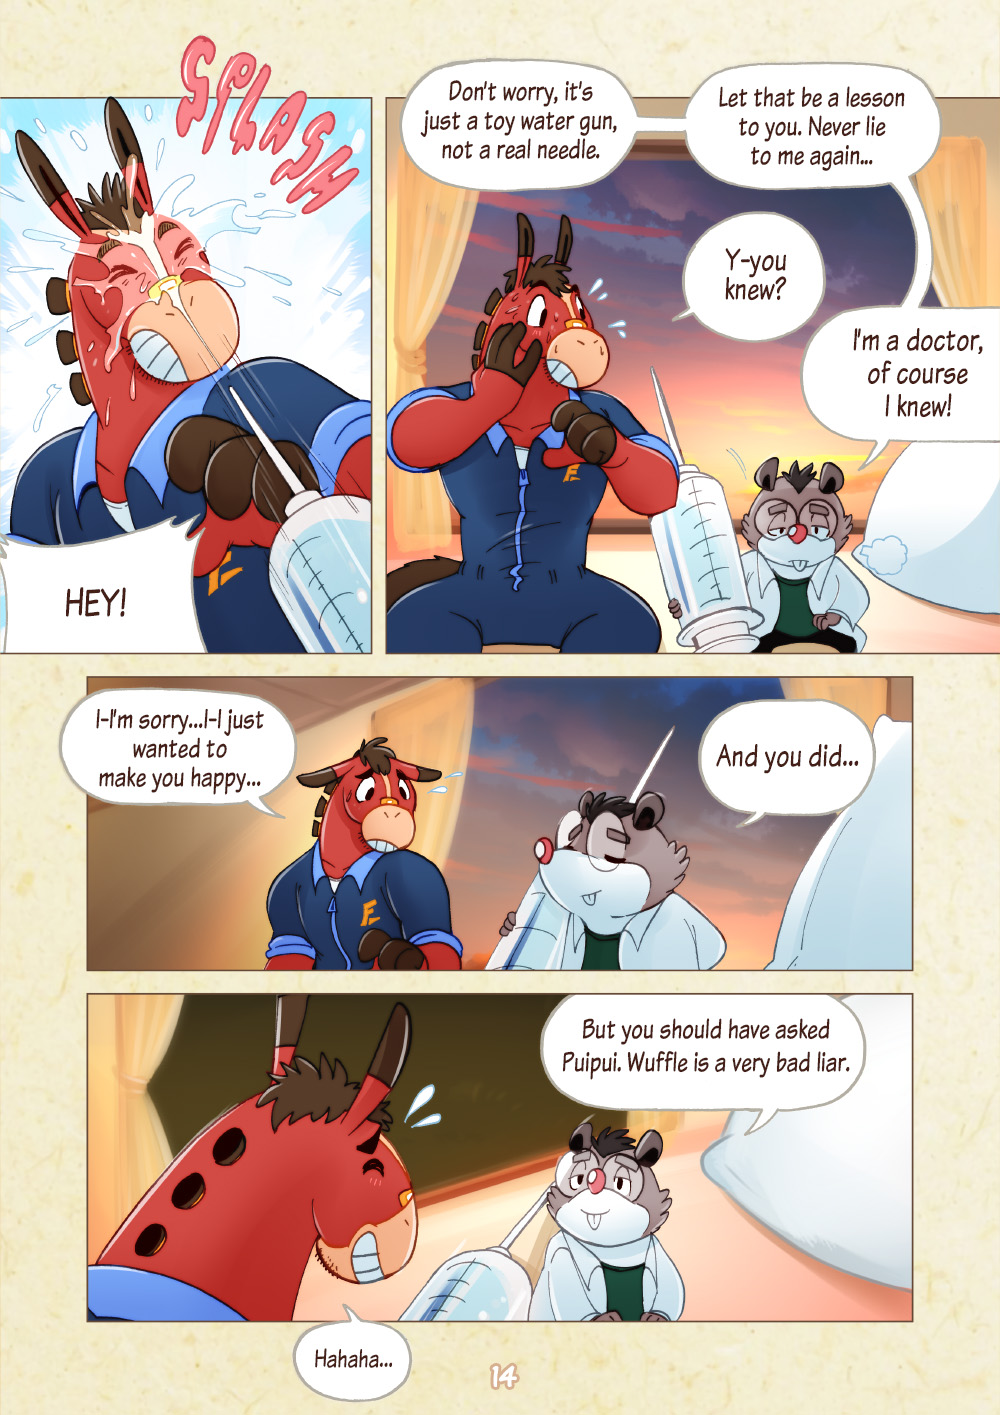 SPLASH
HEY!
Don't worry, it's
just a toy water gun,
not a real needle.
Let that be a lesson
to you. Never lie
to me again...
Y-you
knew?
I'm a doctor,
of course
I knew!
I-I'm sorry...I-I just
wanted to
make you happy...
And you did...
But you should have asked
Puipui. Wuffle is a very bad liar.
Hahaha...
14